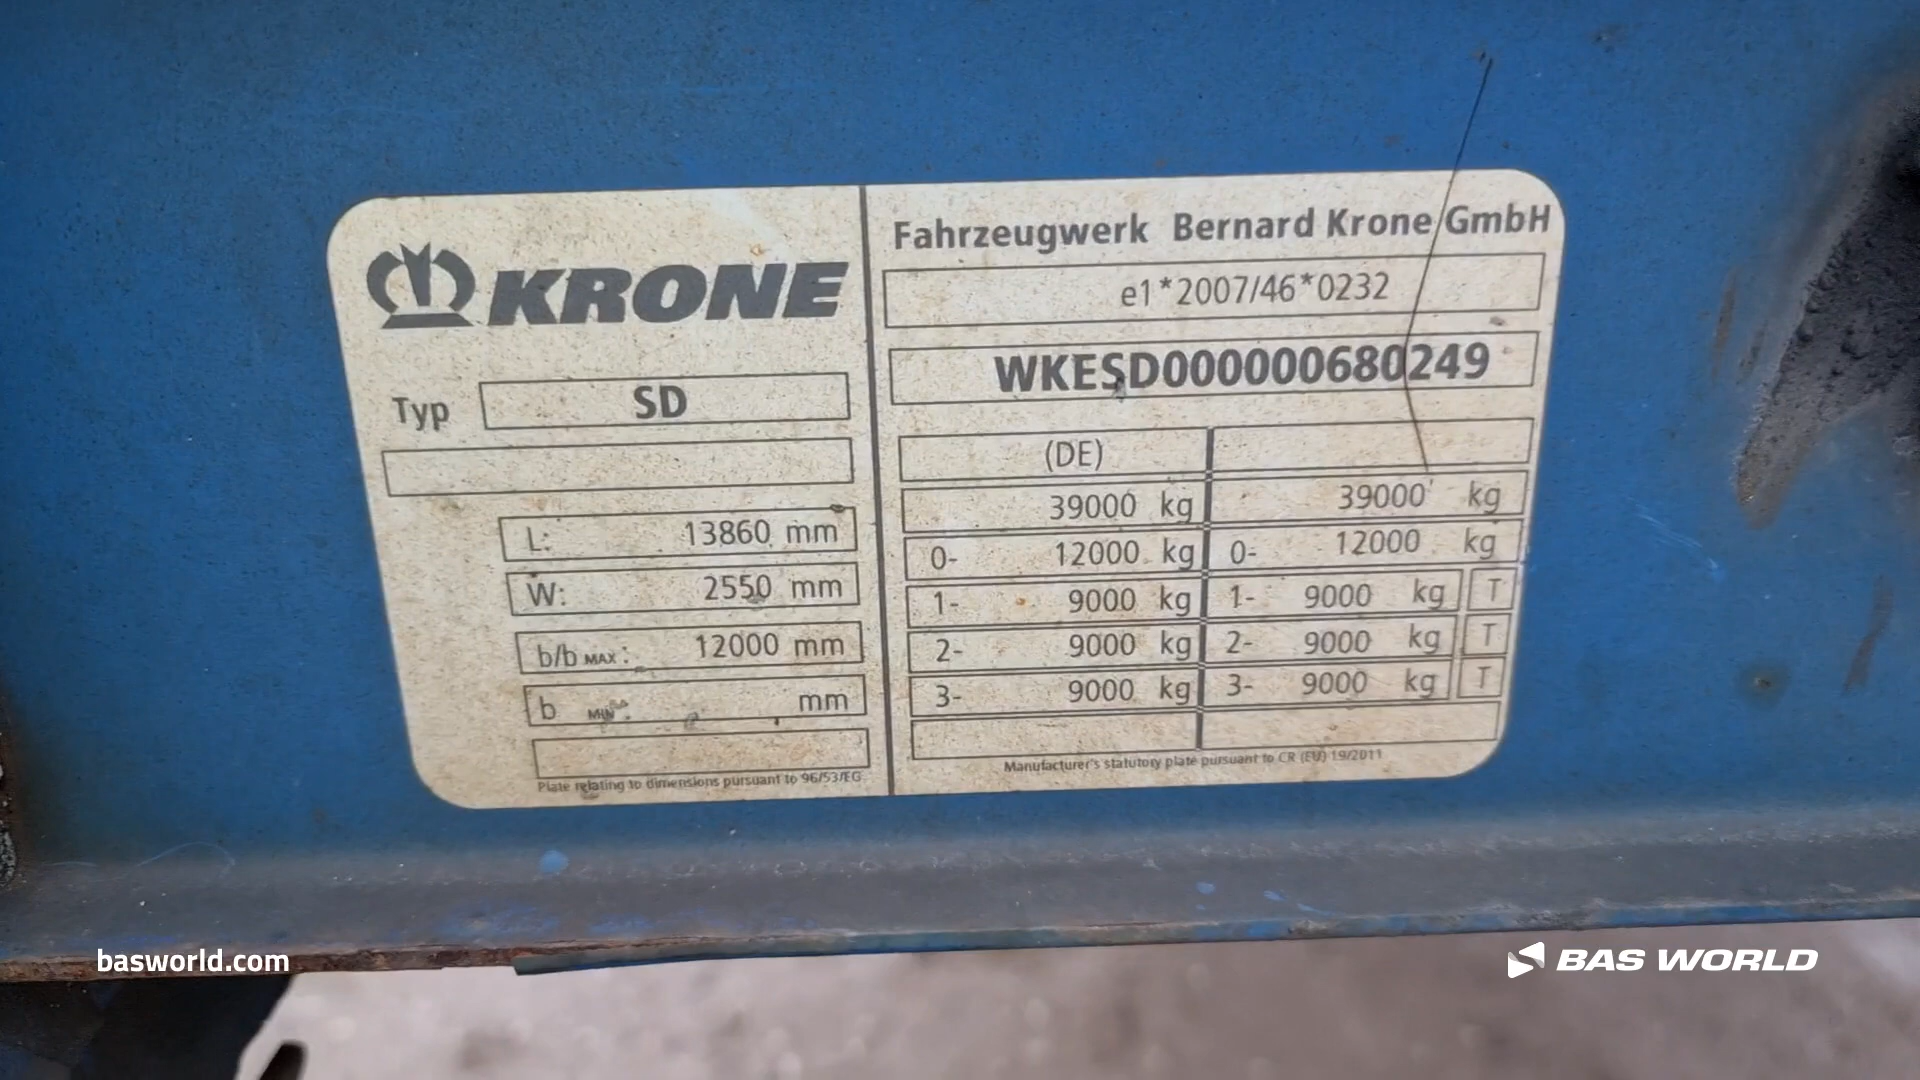 KRONE
Typ SD
L: 13860 mm
W: 2550 mm
b/b MAX: 12000 mm
b MIN: mm
Plate relating to dimensions pursuant to 96/53/EG
Fahrzeugwerk Bernard Krone GmbH
e1*2007/46*0232
WKESD000000680249
(DE)
39000 kg 39000 kg
0- 12000 kg 0- 12000 kg
1- 9000 kg 1- 9000 kg T
2- 9000 kg 2- 9000 kg T
3- 9000 kg 3- 9000 kg T
Manufacturer's statutory plate pursuant to CR (EU) 19/2011
basworld.com
BAS WORLD